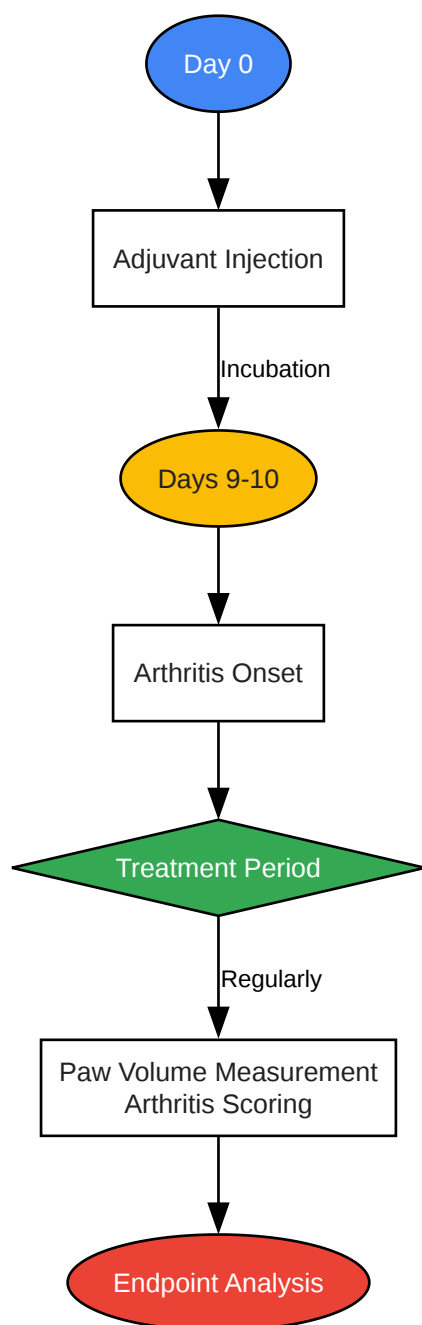 Day 0
Adjuvant Injection
Incubation
Days 9-10
Arthritis Onset
Treatment Period
Regularly
Paw Volume Measurement
Arthritis Scoring
Endpoint Analysis